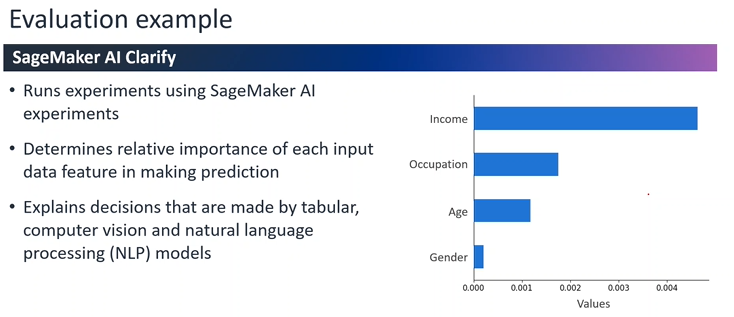 Evaluation example
SageMaker AI Clarify
• Runs experiments using SageMaker AI
experiments
• Determines relative importance of each input
data feature in making prediction
• Explains decisions that are made by tabular,
computer vision and natural language
processing (NLP) models
Income
Occupation
Age
Gender
0.000 0.001 0.002 0.003 0.004
Values